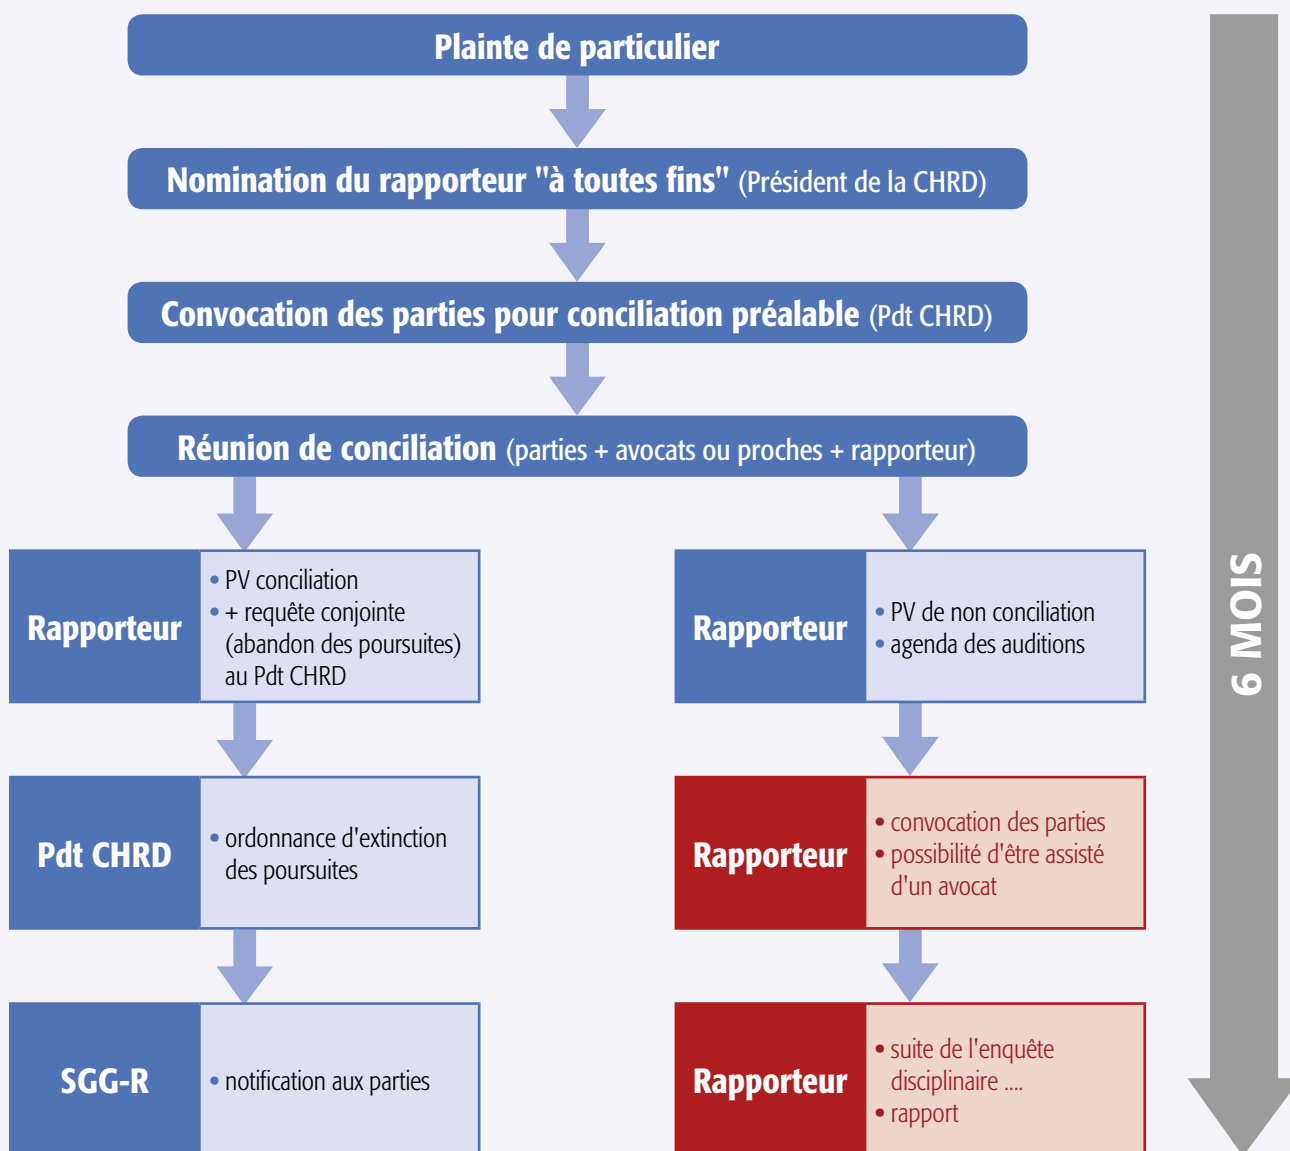 Plainte de particulier
Nomination du rapporteur "à toutes fins" (Président de la CHRD)
Convocation des parties pour conciliation préalable (Pdt CHRD)
Réunion de conciliation (parties + avocats ou proches + rapporteur)
Rapporteur
• PV conciliation
• + requête conjointe
(abandon des poursuites)
au Pdt CHRD
Rapporteur
• PV de non conciliation
• agenda des auditions
Pdt CHRD
• ordonnance d'extinction
des poursuites
Rapporteur
• convocation des parties
• possibilité d'être assisté
d'un avocat
SGG-R
• notification aux parties
Rapporteur
• suite de l'enquête
disciplinaire ....
• rapport
6 MOIS